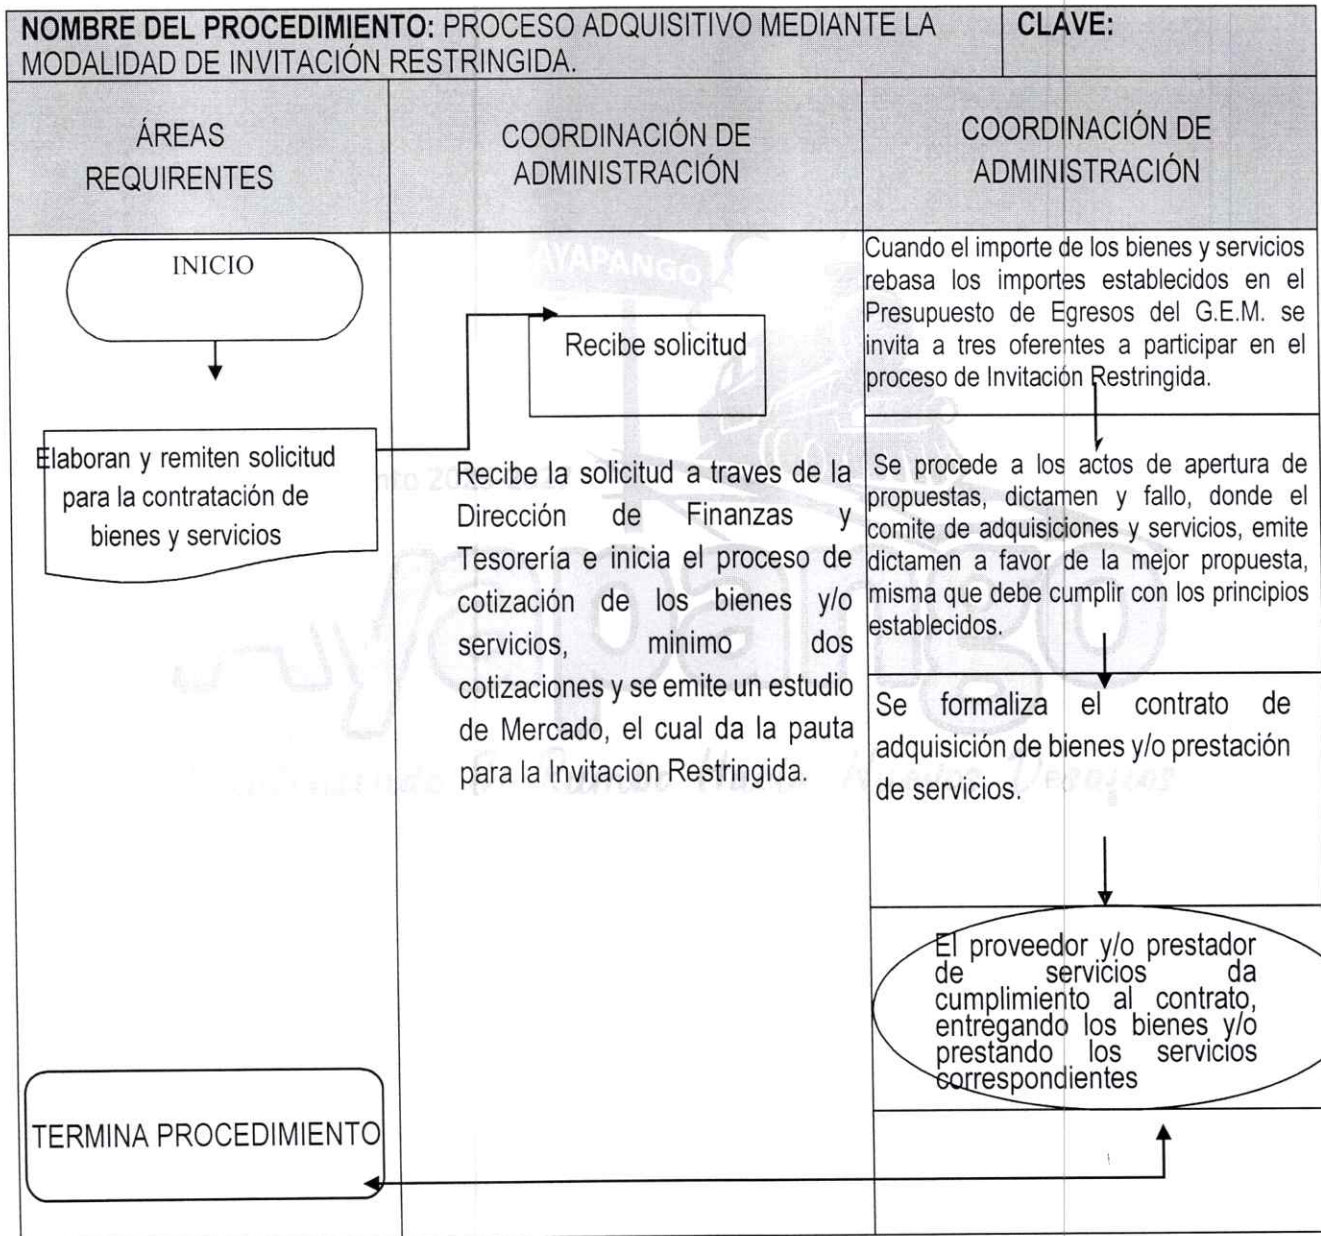 NOMBRE DEL PROCEDIMIENTO: PROCESO ADQUISITIVO MEDIANTE LA
MODALIDAD DE INVITACIÓN RESTRINGIDA.
CLAVE:
ÁREAS
REQUIRENTES
COORDINACIÓN DE
ADMINISTRACIÓN
COORDINACIÓN DE
ADMINISTRACIÓN
INICIO
Elaboran y remiten solicitud
para la contratación de
bienes y servicios
TERMINA PROCEDIMIENTO
AYAPANGO
Recibe solicitud
Recibe la solicitud a traves de la
Dirección de Finanzas y
Tesorería e inicia el proceso de
cotización de los bienes y/o
servicios, minimo dos
cotizaciones y se emite un estudio
de Mercado, el cual da la pauta
para la Invitacion Restringida.
Cuando el importe de los bienes y servicios
rebasa los importes establecidos en el
Presupuesto de Egresos del G.E.M. se
invita a tres oferentes a participar en el
proceso de Invitación Restringida.
Se procede a los actos de apertura de
propuestas, dictamen y fallo, donde el
comite de adquisiciones y servicios, emite
dictamen a favor de la mejor propuesta,
misma que debe cumplir con los principios
establecidos.
Se formaliza el contrato de
adquisición de bienes y/o prestación
de servicios.
El proveedor y/o prestador
de servicios da
cumplimiento al contrato,
entregando los bienes y/o
prestando los servicios
correspondientes